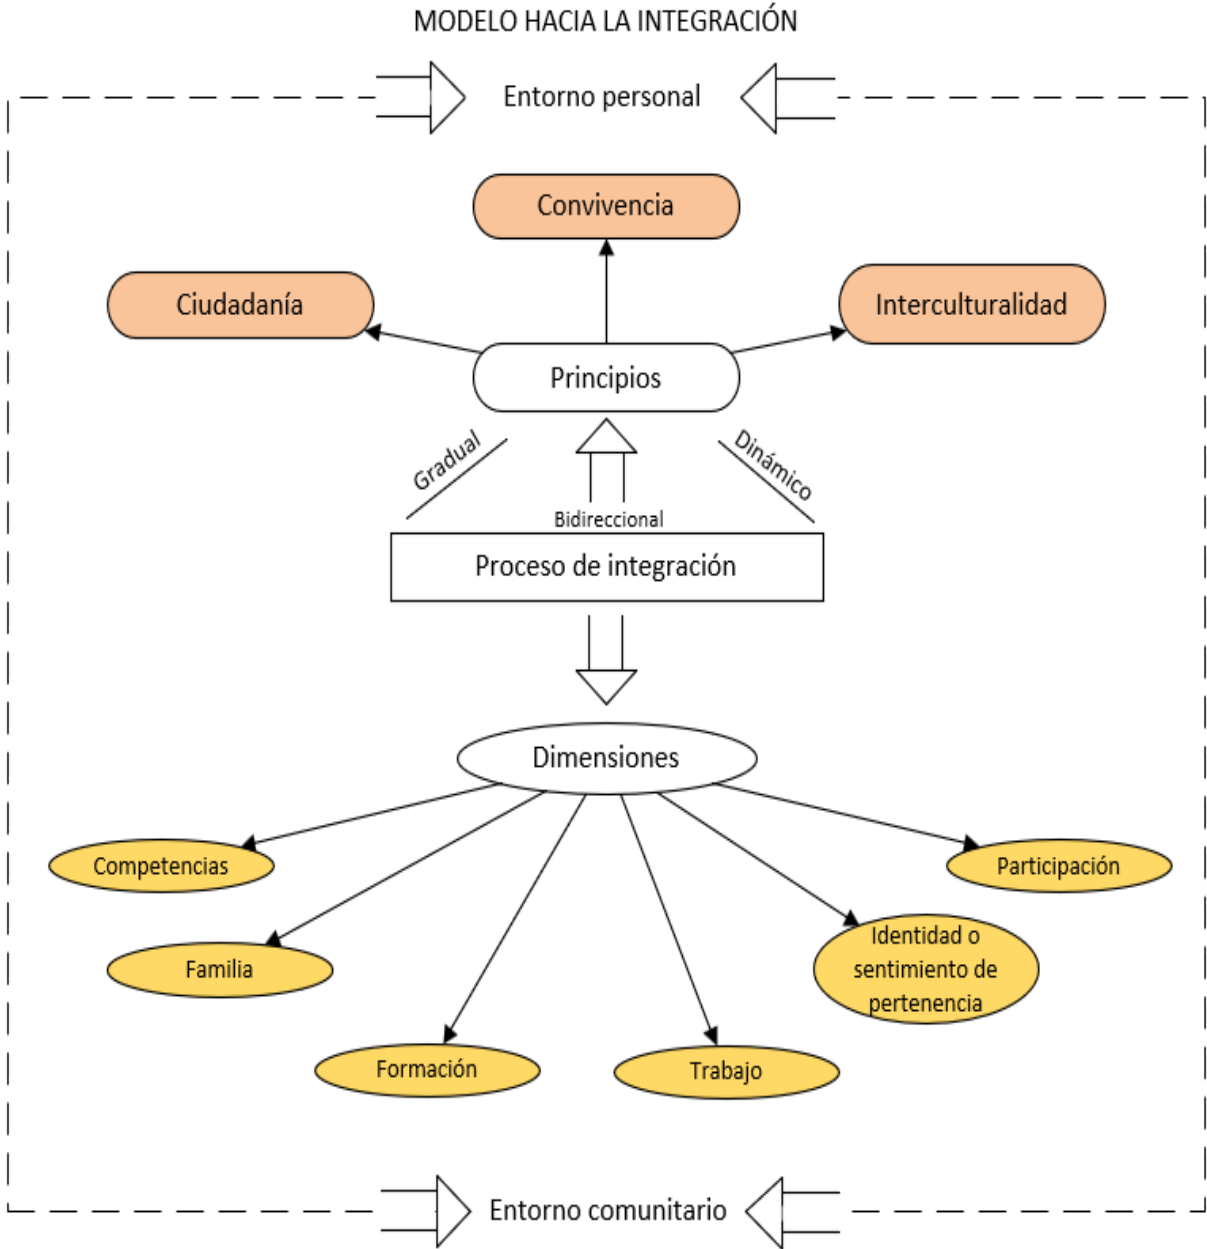 MODELO HACIA LA INTEGRACIÓN
Entorno personal
Convivencia
Ciudadanía
Interculturalidad
Principios
Gradual
Dinámico
Bidireccional
Proceso de integración
Dimensiones
Competencias
Participación
Familia
Identidad o
sentimiento de
pertenencia
Formación
Trabajo
Entorno comunitario